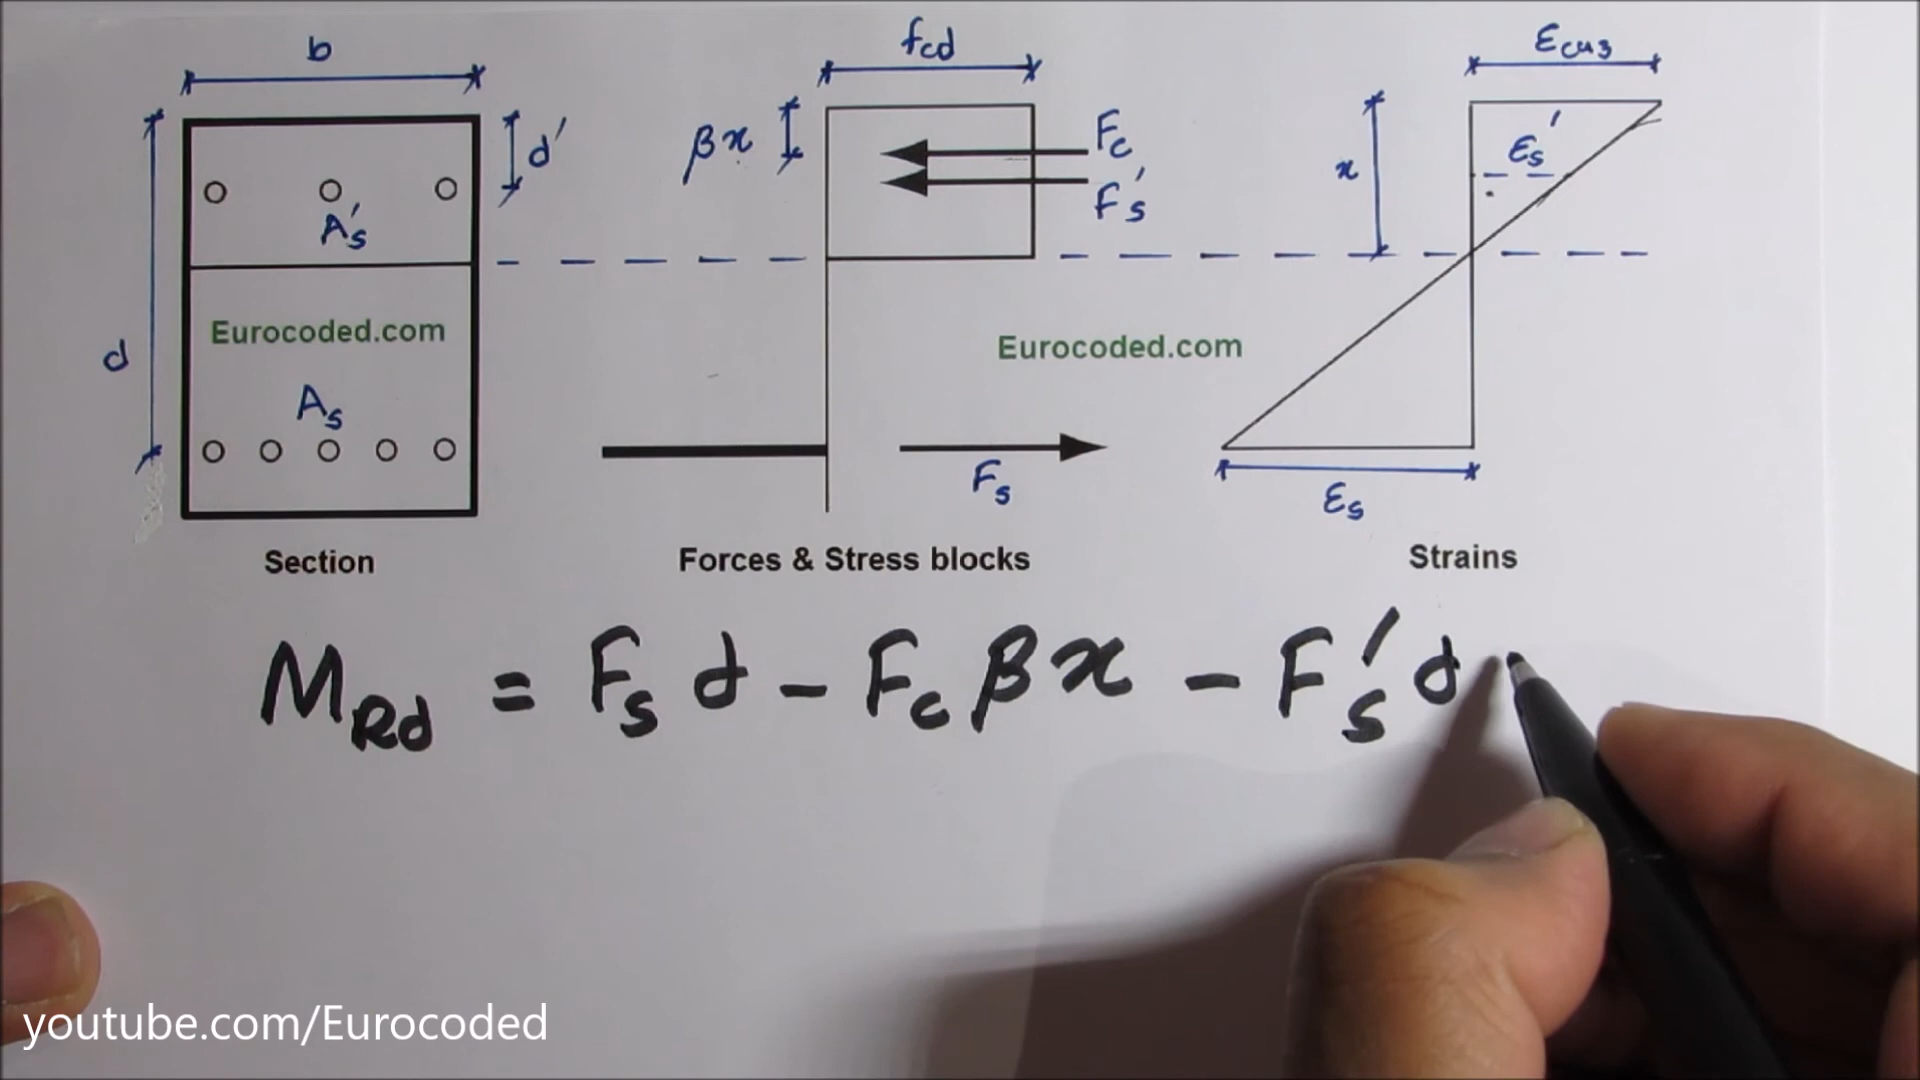 b
fcd
εcu3
d'
βx
Fc
F's
x
εs'
A's
Eurocoded.com
Eurocoded.com
d
As
Fs
εs
Section
Forces & Stress blocks
Strains
MRd = Fs d - Fc βx - F's d
youtube.com/Eurocoded